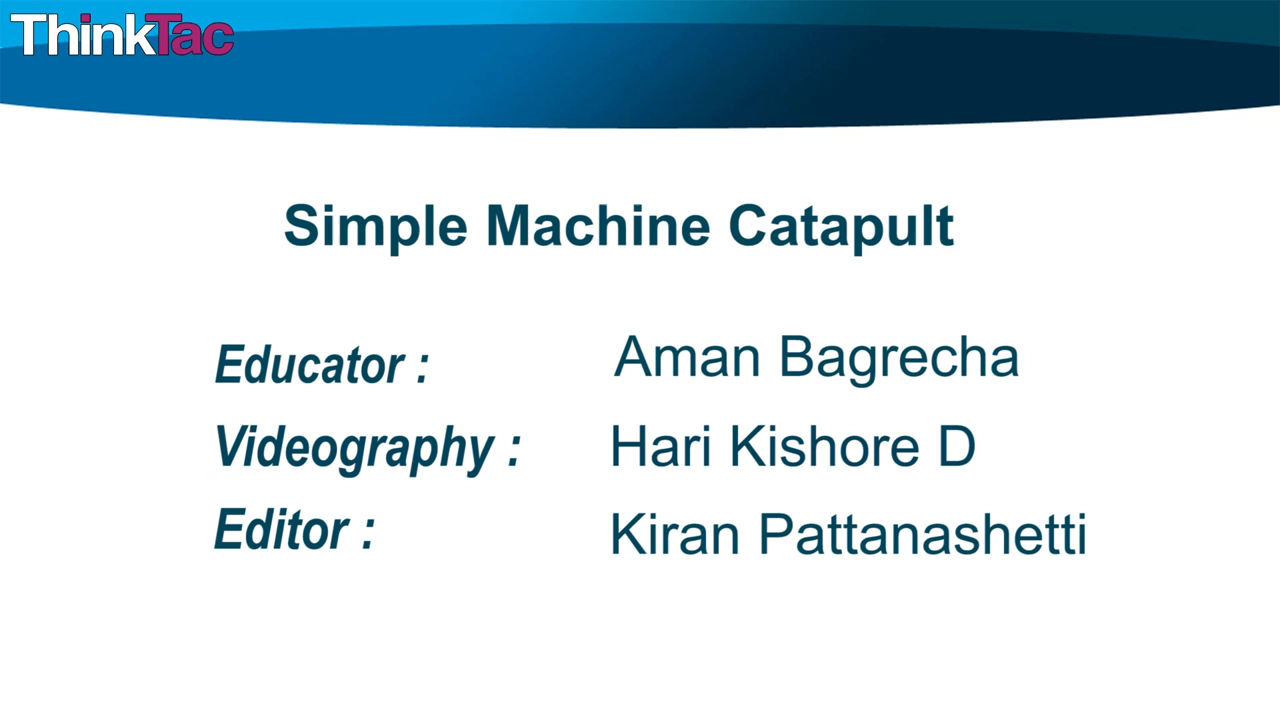 ThinkTac
Simple Machine Catapult
Educator : Aman Bagrecha
Videography : Hari Kishore D
Editor : Kiran Pattanashetti